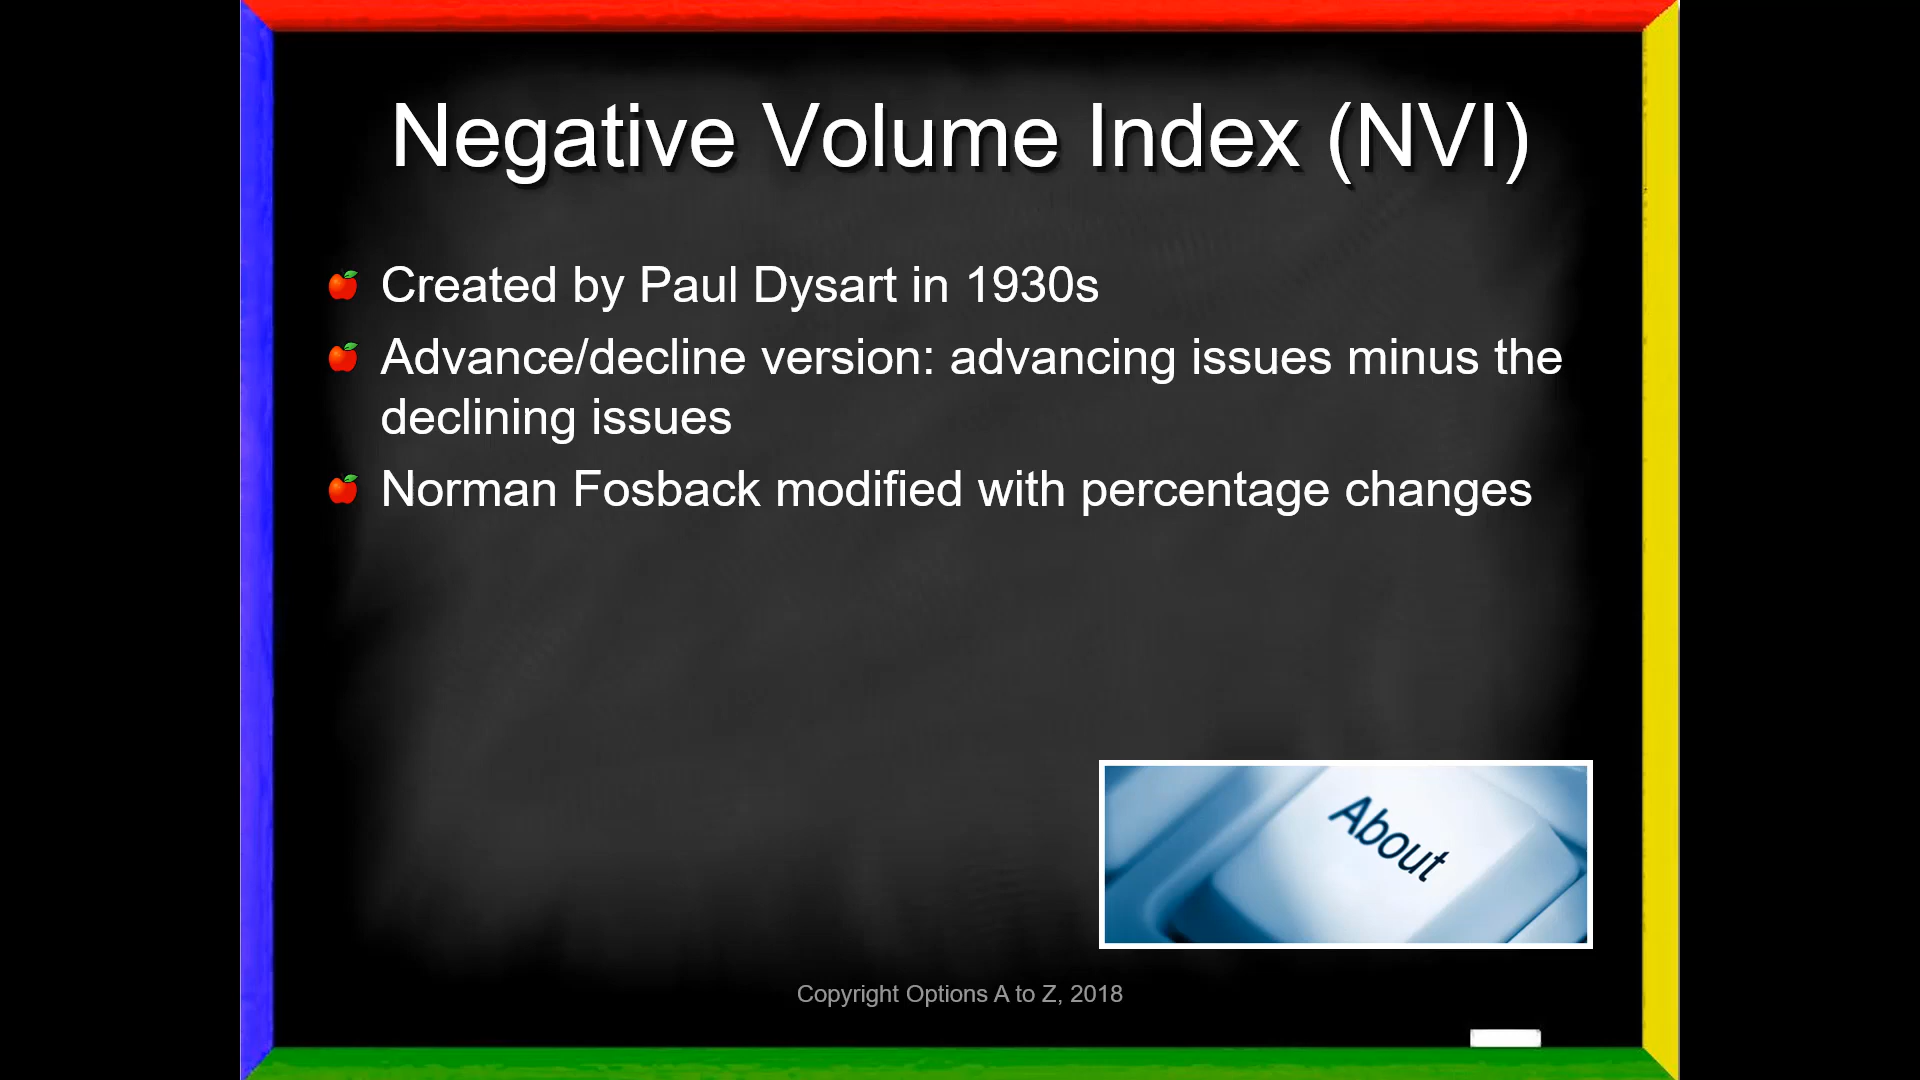 Negative Volume Index (NVI)
Created by Paul Dysart in 1930s
Advance/decline version: advancing issues minus the
declining issues
Norman Fosback modified with percentage changes
About
Copyright Options A to Z, 2018